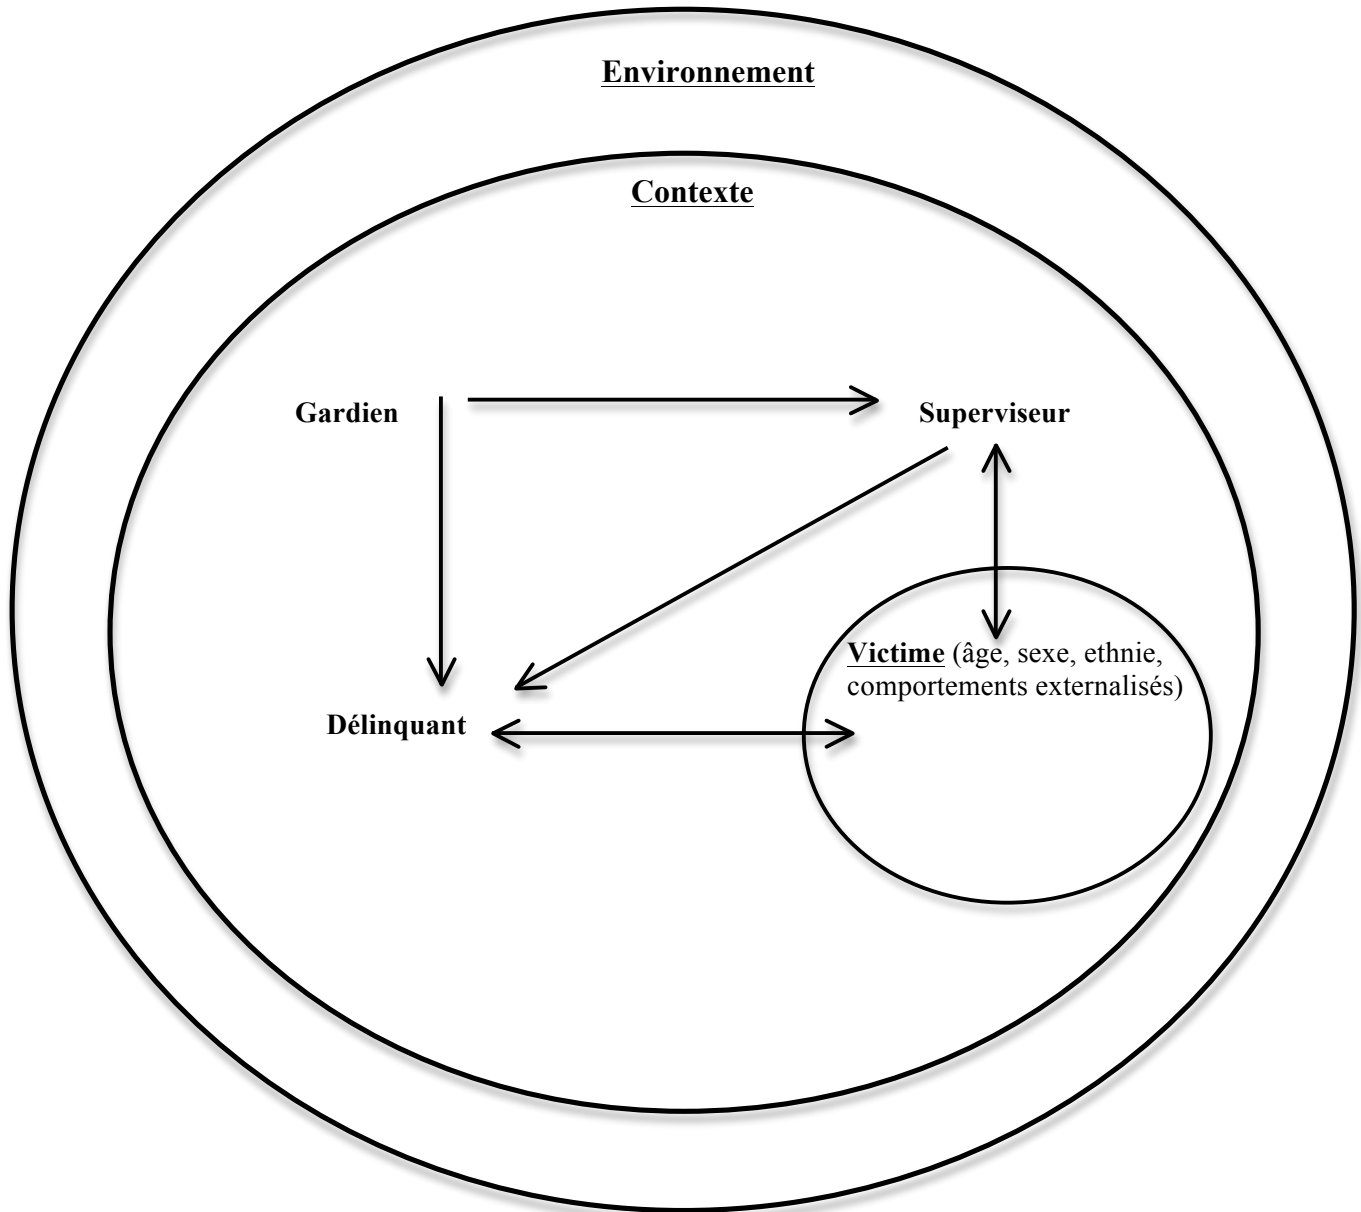 Environnement
Contexte
Gardien
Superviseur
Victime (âge, sexe, ethnie,
comportements externalisés)
Délinquant